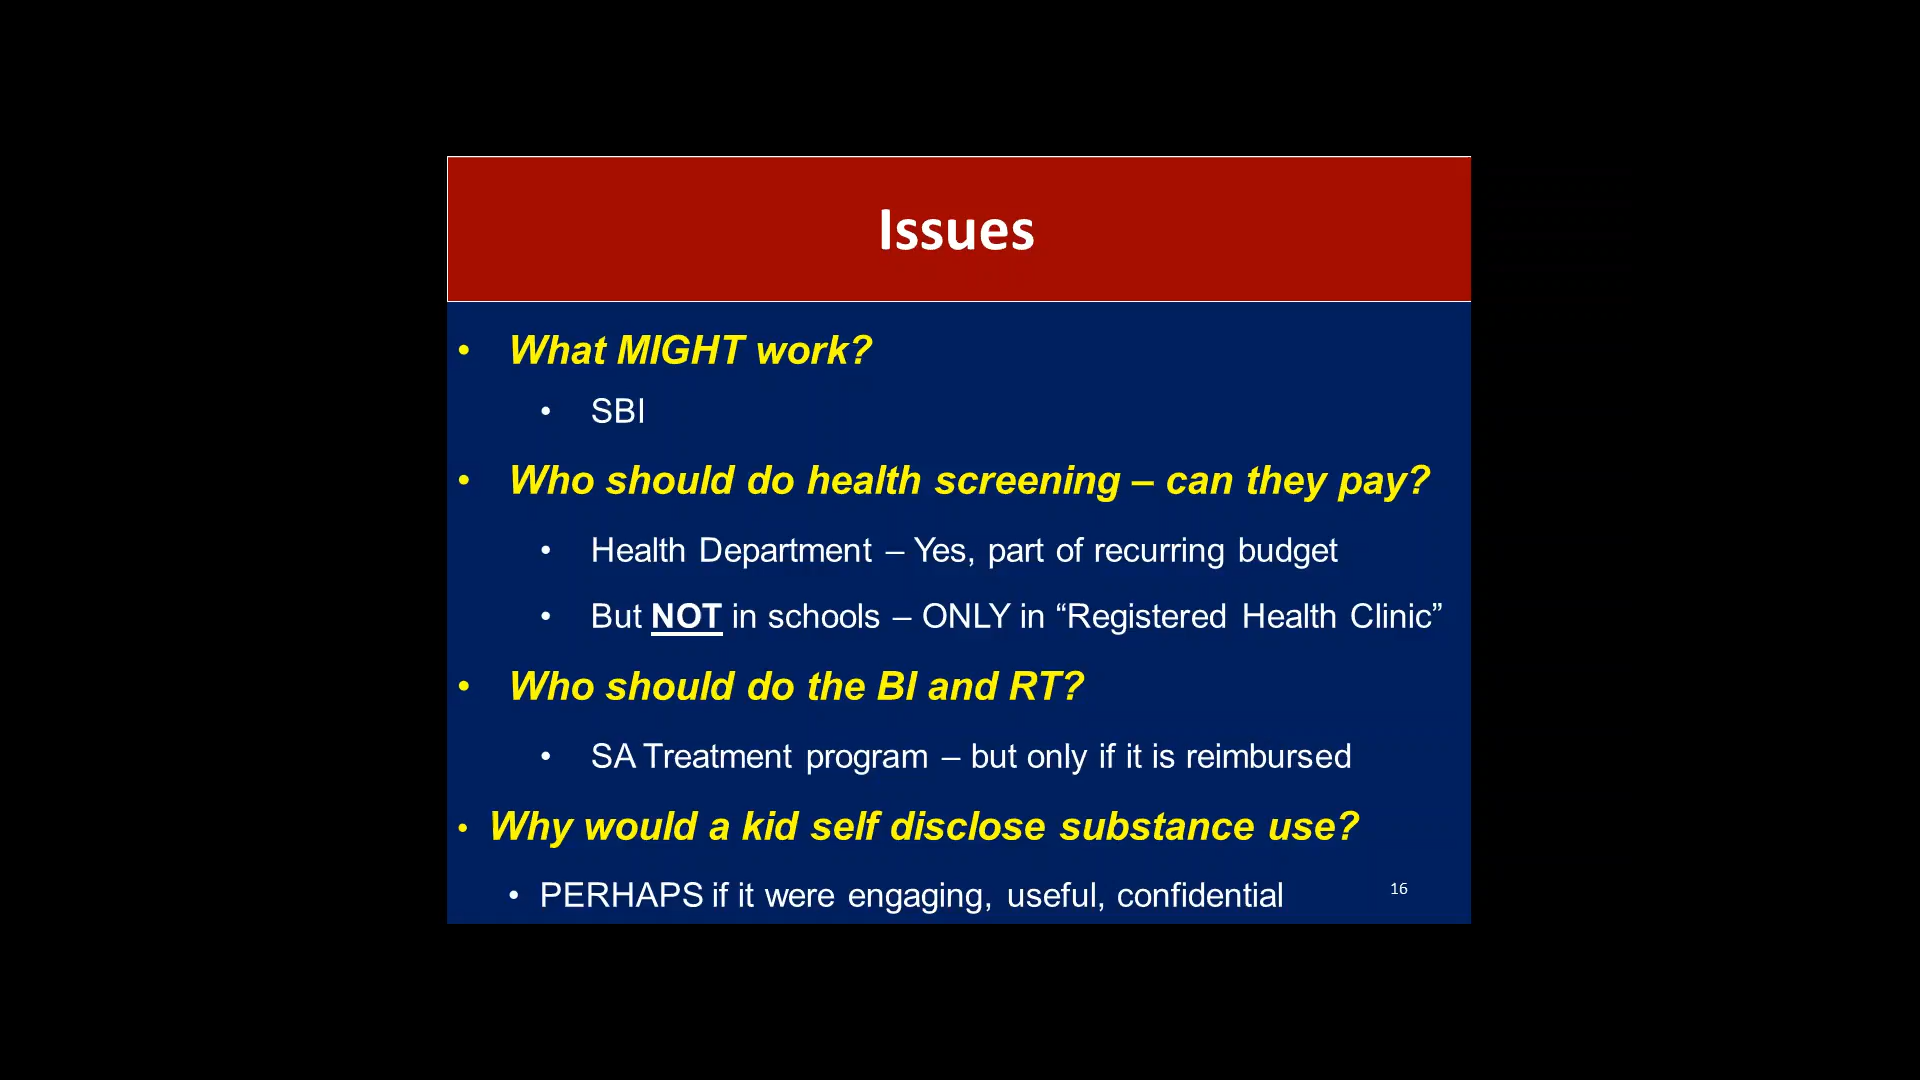 Issues
• What MIGHT work?
• SBI
• Who should do health screening – can they pay?
• Health Department – Yes, part of recurring budget
• But NOT in schools – ONLY in “Registered Health Clinic”
• Who should do the BI and RT?
• SA Treatment program – but only if it is reimbursed
• Why would a kid self disclose substance use?
• PERHAPS if it were engaging, useful, confidential
16